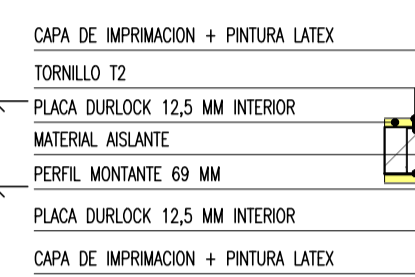 CAPA DE IMPRIMACION + PINTURA LATEX
TORNILLO T2
PLACA DURLOCK 12,5 MM INTERIOR
MATERIAL AISLANTE
PERFIL MONTANTE 69 MM
PLACA DURLOCK 12,5 MM INTERIOR
CAPA DE IMPRIMACION + PINTURA LATEX